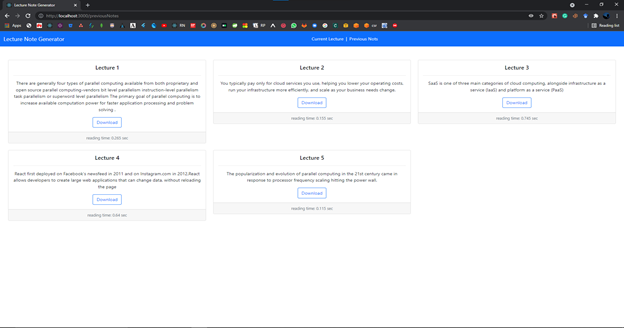 Lecture Note Generator
http://localhost:3000/previousNotes
Apps
Reading list
Lecture Note Generator
Current Lecture | Previous Nots
Lecture 1
There are generally four types of parallel computing available from both proprietary and
open source parallel computing-vendors bit level parallelism instruction-level parallelism
task parallelism or superword level parallelism The primary goal of parallel computing is to
increase available computation power for faster application processing and problem
solving .
Download
reading time: 0.265 sec
Lecture 2
You typically pay only for cloud services you use, helping you lower your operating costs,
run your infrastructure more efficiently, and scale as your business needs change.
Download
reading time: 0.155 sec
Lecture 3
SaaS is one of three main categories of cloud computing, alongside infrastructure as a
service (IaaS) and platform as a service (PaaS)
Download
reading time: 0.745 sec
Lecture 4
React first deployed on Facebook's newsfeed in 2011 and on Instagram.com in 2012,React
allows developers to create large web applications that can change data, without reloading
the page
Download
reading time: 0.64 sec
Lecture 5
The popularization and evolution of parallel computing in the 21st century came in
response to processor frequency scaling hitting the power wall.
Download
reading time: 0.115 sec